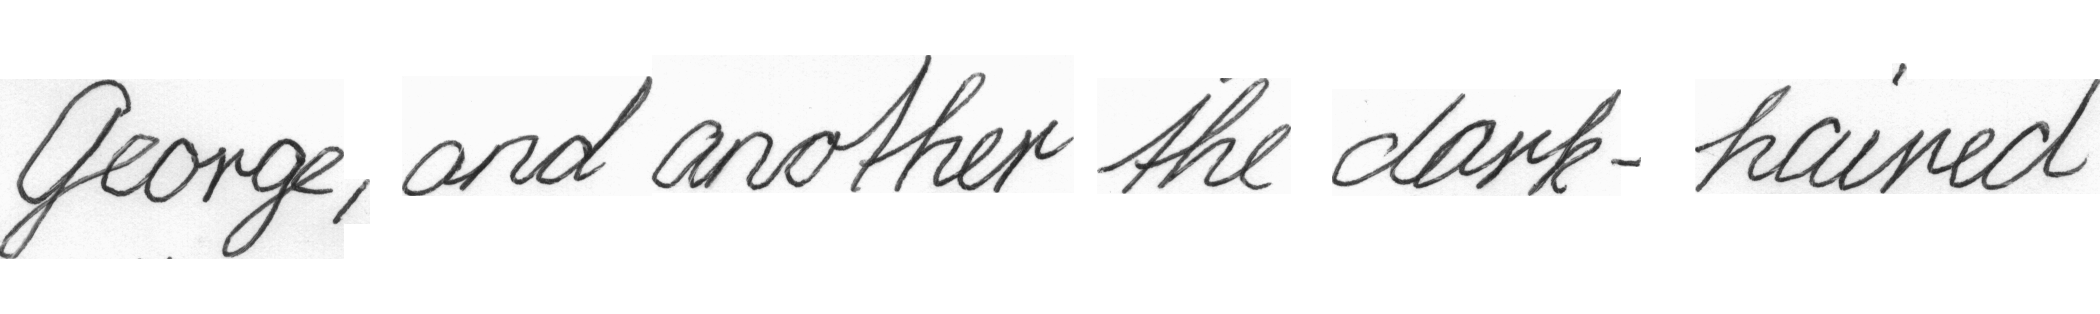 George, and another the dark- haired